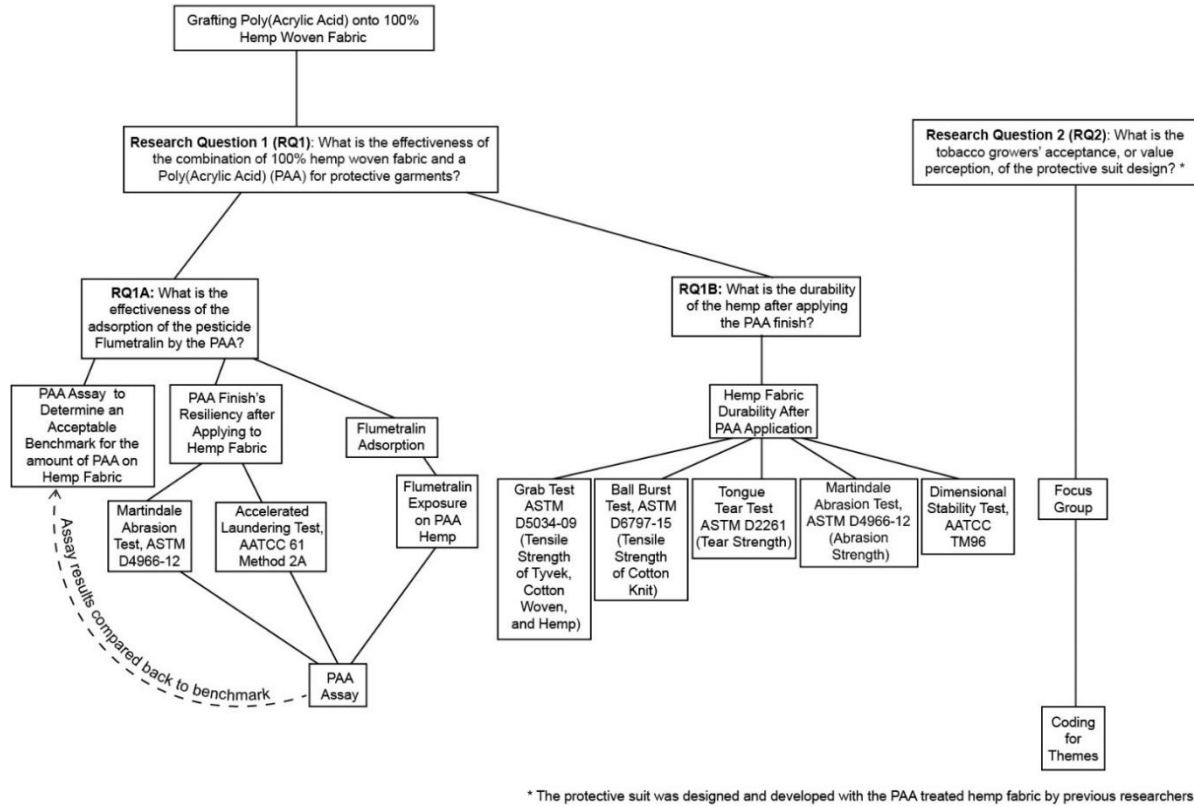 Grafting Poly(Acrylic Acid) onto 100%
Hemp Woven Fabric
Research Question 1 (RQ1): What is the effectiveness of
the combination of 100% hemp woven fabric and a
Poly(Acrylic Acid) (PAA) for protective garments?
Research Question 2 (RQ2): What is the
tobacco growers' acceptance, or value
perception, of the protective suit design? *
RQ1A: What is the
effectiveness of the
adsorption of the pesticide
Flumetralin by the PAA?
RQ1B: What is the durability
of the hemp after applying
the PAA finish?
PAA Assay to
Determine an
Acceptable
Benchmark for the
amount of PAA on
Hemp Fabric
PAA Finish's
Resiliency after
Applying to
Hemp Fabric
Flumetralin
Adsorption
Hemp Fabric
Durability After
PAA Application
Martindale
Abrasion
Test, ASTM
D4966-12
Accelerated
Laundering Test,
AATCC 61
Method 2A
Flumetralin
Exposure
on PAA
Hemp
Grab Test
ASTM
D5034-09
(Tensile
Strength
of Tyvek,
Cotton
Woven,
and Hemp)
Ball Burst
Test, ASTM
D6797-15
(Tensile
Strength
of Cotton
Knit)
Tongue
Tear Test
ASTM D2261
(Tear Strength)
Martindale
Abrasion Test,
ASTM D4966-12
(Abrasion
Strength)
Dimensional
Stability Test,
AATCC
TM96
Focus
Group
Assay results compared back to benchmark
PAA
Assay
Coding
for
Themes
* The protective suit was designed and developed with the PAA treated hemp fabric by previous researchers